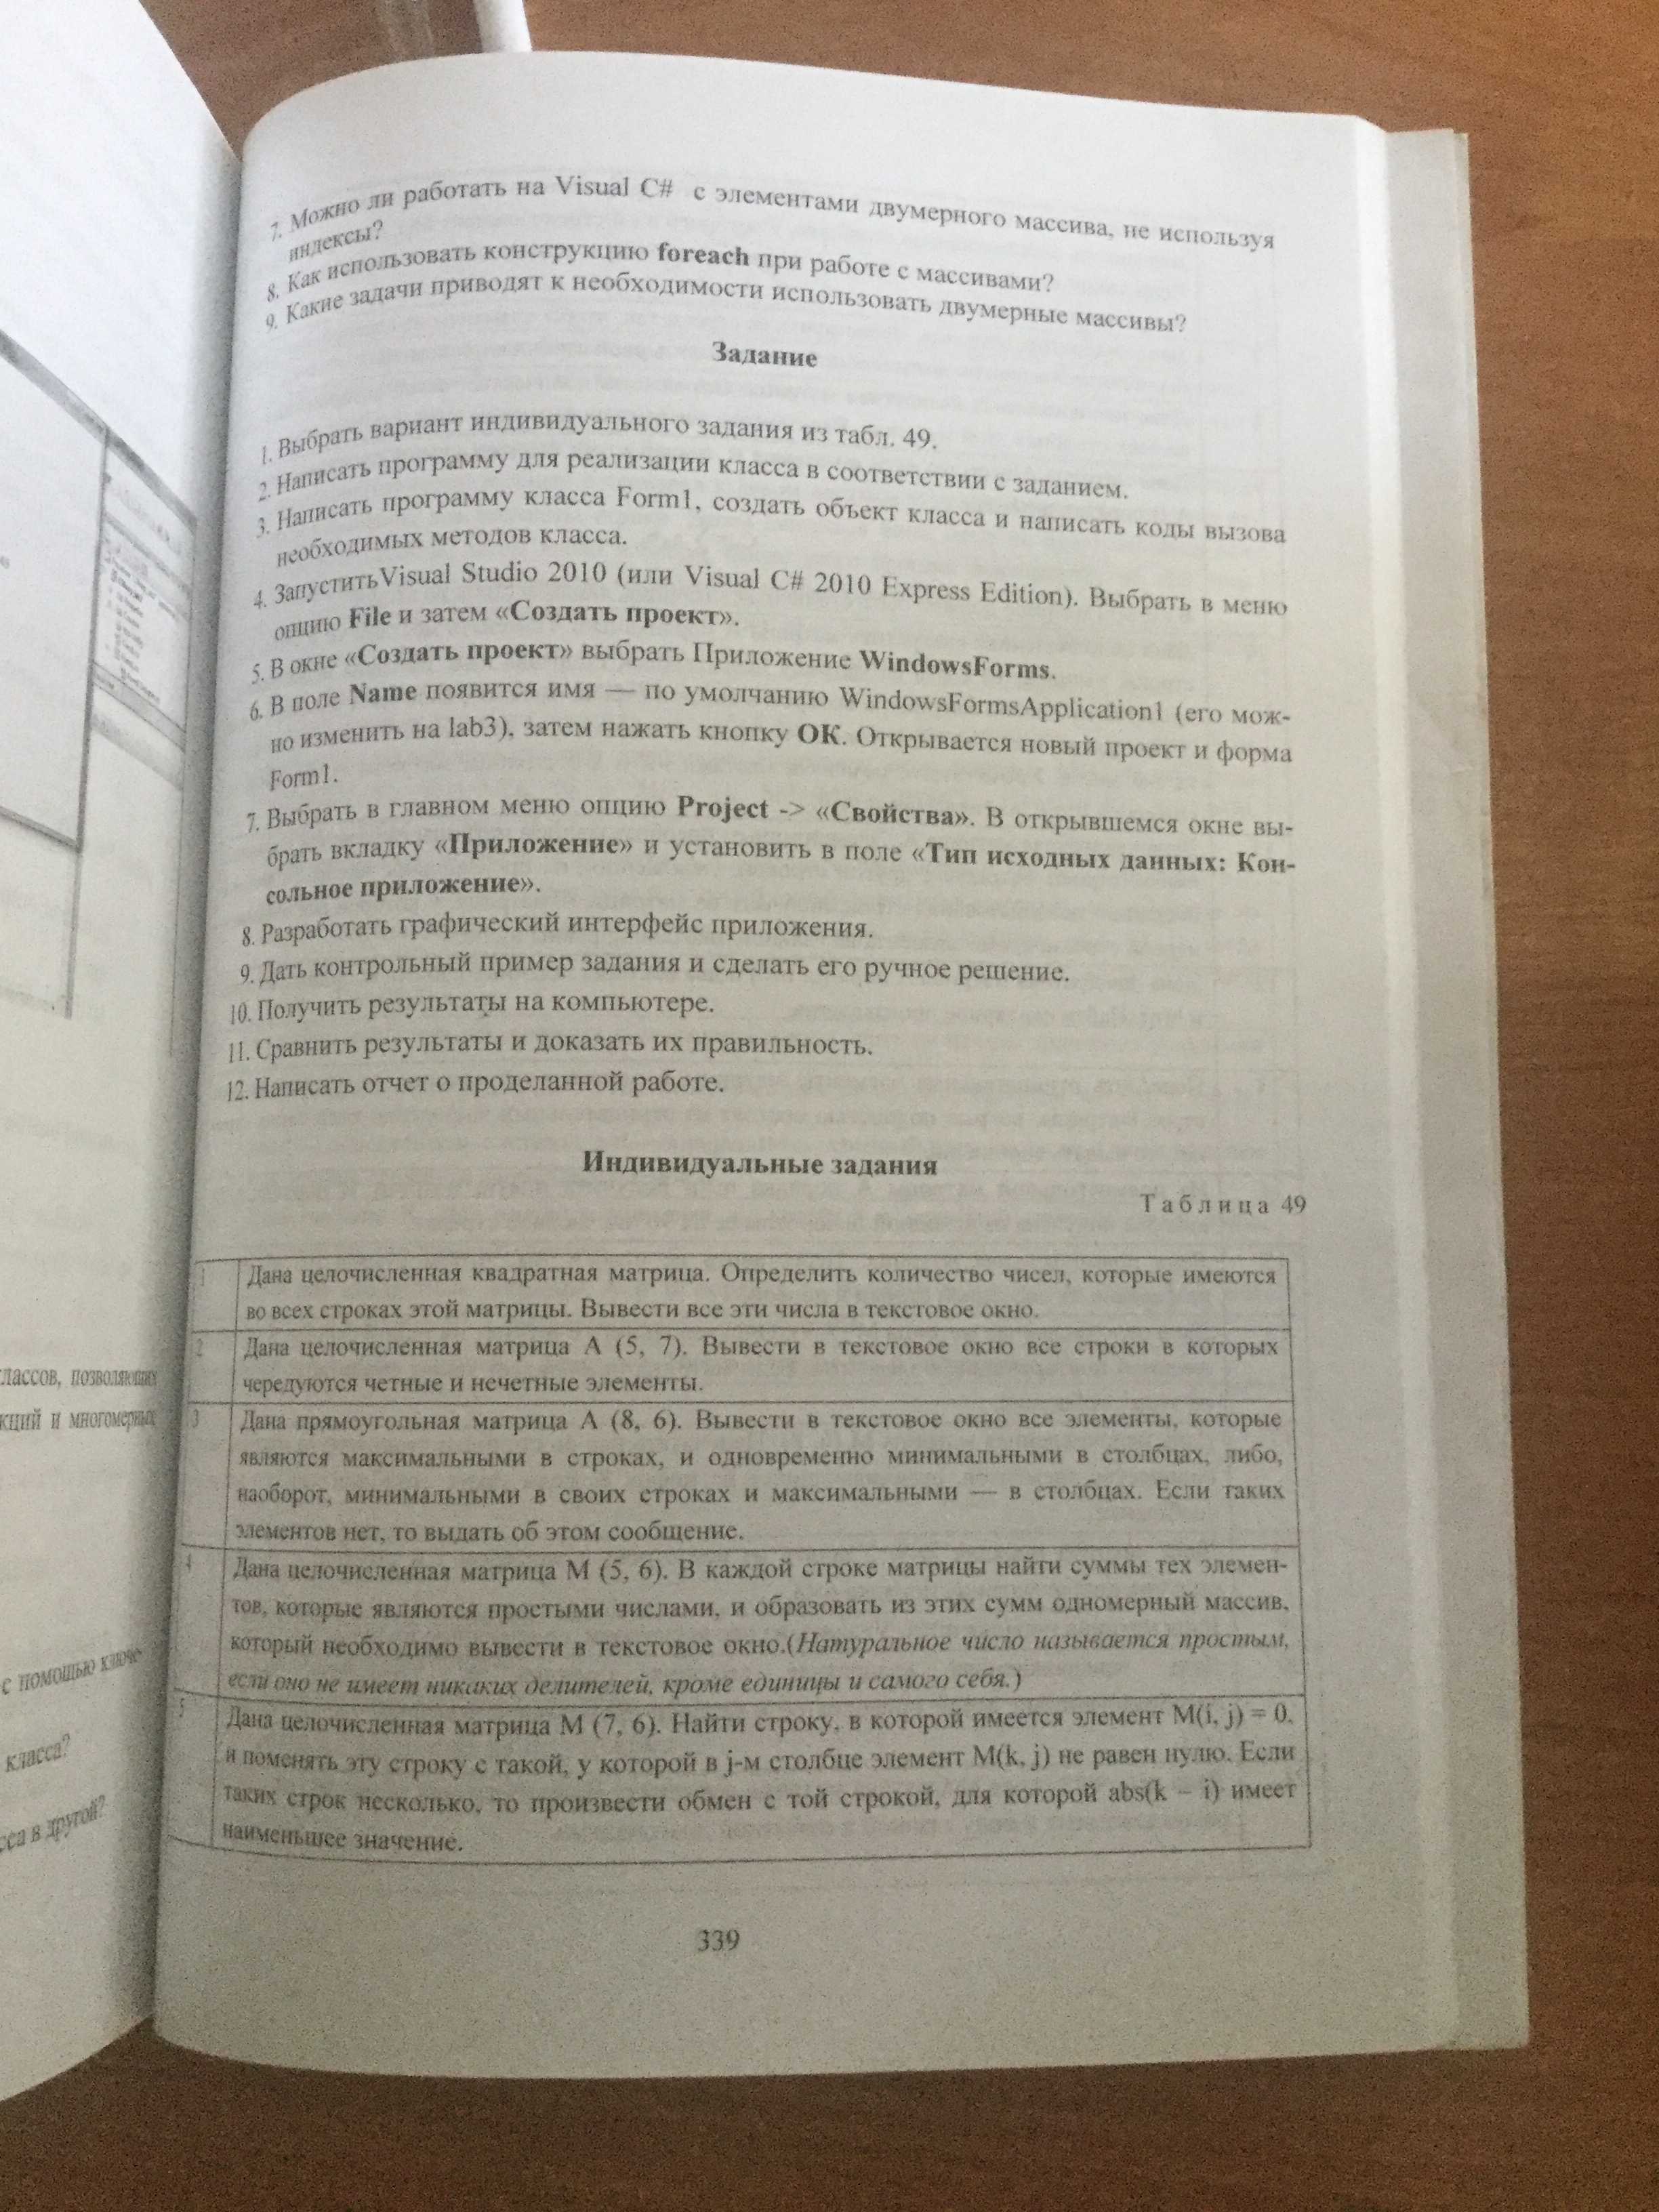 7. Можно ли работать на Visual C# с элементами двумерного массива, не используя
индексы?
8. Как использовать конструкцию foreach при работе с массивами?
9. Какие задачи приводят к необходимости использовать двумерные массивы?
Задание
1. Выбрать вариант индивидуального задания из табл. 49.
2. Написать программу для реализации класса в соответствии с заданием.
3. Написать программу класса Form1, создать объект класса и написать коды вызова
необходимых методов класса.
4. ЗапуститьVisual Studio 2010 (или Visual C# 2010 Express Edition). Выбрать в меню
опцию File и затем «Создать проект».
5. В окне «Создать проект» выбрать Приложение WindowsForms.
6. В поле Name появится имя — по умолчанию WindowsFormsApplication1 (его мож-
но изменить на lab3), затем нажать кнопку ОК. Открывается новый проект и форма
Form1.
7. Выбрать в главном меню опцию Project -> «Свойства». В открывшемся окне вы-
брать вкладку «Приложение» и установить в поле «Тип исходных данных: Кон-
сольное приложение».
8. Разработать графический интерфейс приложения.
9. Дать контрольный пример задания и сделать его ручное решение.
10. Получить результаты на компьютере.
11. Сравнить результаты и доказать их правильность.
12. Написать отчет о проделанной работе.
Индивидуальные задания
Таблица 49
1 Дана целочисленная квадратная матрица. Определить количество чисел, которые имеются
во всех строках этой матрицы. Вывести все эти числа в текстовое окно.
2 Дана целочисленная матрица А (5, 7). Вывести в текстовое окно все строки в которых
чередуются четные и нечетные элементы.
3 Дана прямоугольная матрица А (8, 6). Вывести в текстовое окно все элементы, которые
являются максимальными в строках, и одновременно минимальными в столбцах, либо,
наоборот, минимальными в своих строках и максимальными — в столбцах. Если таких
элементов нет, то выдать об этом сообщение.
4 Дана целочисленная матрица М (5, 6). В каждой строке матрицы найти суммы тех элемен-
тов, которые являются простыми числами, и образовать из этих сумм одномерный массив,
который необходимо вывести в текстовое окно.(Натуральное число называется простым,
если оно не имеет никаких делителей, кроме единицы и самого себя.)
5 Дана целочисленная матрица М (7, 6). Найти строку, в которой имеется элемент M(i, j) = 0,
и поменять эту строку с такой, у которой в j-м столбце элемент M(k, j) не равен нулю. Если
таких строк несколько, то произвести обмен с той строкой, для которой abs(k – i) имеет
наименьшее значение.
339
лассов, позволяющих
кций и многомерных
с помощью ключе-
класса?
сса в другой?